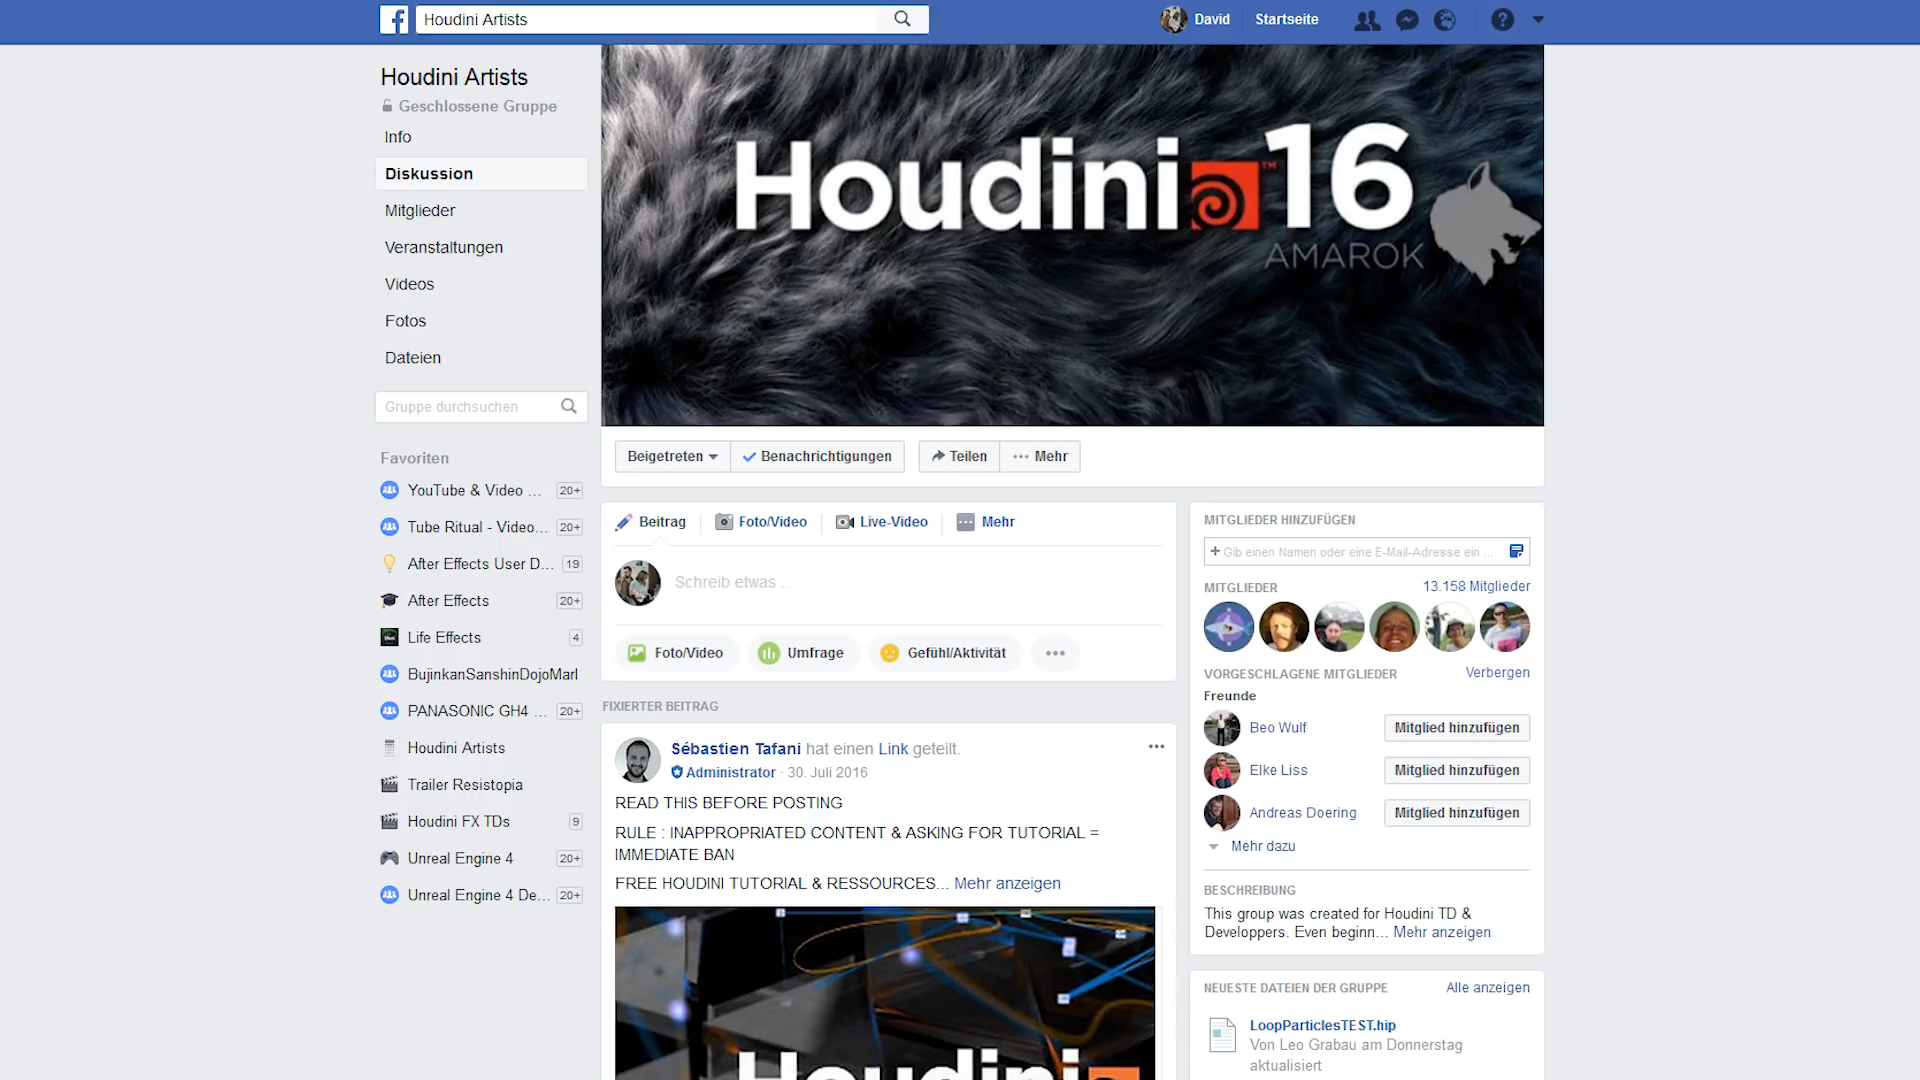 Houdini Artists
David
Startseite
Houdini Artists
Geschlossene Gruppe
Info
Diskussion
Mitglieder
Veranstaltungen
Videos
Fotos
Dateien
Gruppe durchsuchen
Favoriten
YouTube & Video ... 20+
Tube Ritual - Video... 20+
After Effects User D... 19
After Effects 20+
Life Effects 4
BujinkanSanshinDojoMarl
PANASONIC GH4 ... 20+
Houdini Artists
Trailer Resistopia
Houdini FX TDs 9
Unreal Engine 4 20+
Unreal Engine 4 De... 20+
Houdini ™ 16
AMAROK
Beigetreten Benachrichtigungen Teilen Mehr
Beitrag Foto/Video Live-Video Mehr
Schreib etwas ...
Foto/Video Umfrage Gefühl/Aktivität
FIXIERTER BEITRAG
Sébastien Tafani hat einen Link geteilt.
Administrator · 30. Juli 2016
READ THIS BEFORE POSTING
RULE : INAPPROPRIATED CONTENT & ASKING FOR TUTORIAL =
IMMEDIATE BAN
FREE HOUDINI TUTORIAL & RESSOURCES... Mehr anzeigen
Houdini
MITGLIEDER HINZUFÜGEN
+ Gib einen Namen oder eine E-Mail-Adresse ein ...
MITGLIEDER 13.158 Mitglieder
VORGESCHLAGENE MITGLIEDER Verbergen
Freunde
Beo Wulf Mitglied hinzufügen
Elke Liss Mitglied hinzufügen
Andreas Doering Mitglied hinzufügen
Mehr dazu
BESCHREIBUNG
This group was created for Houdini TD &
Developpers. Even beginn... Mehr anzeigen
NEUESTE DATEIEN DER GRUPPE Alle anzeigen
LoopParticlesTEST.hip
Von Leo Grabau am Donnerstag
aktualisiert